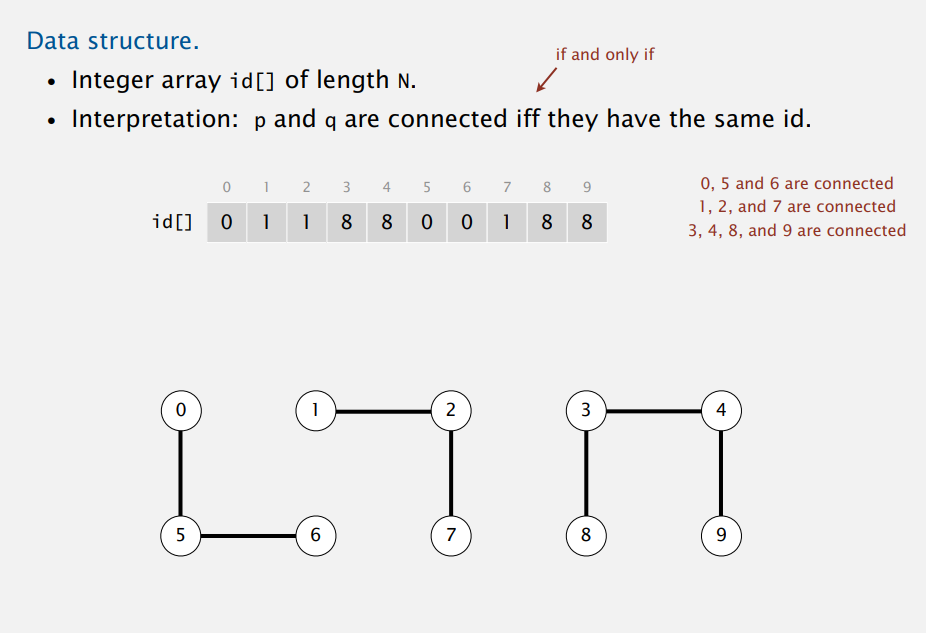 Data structure.
if and only if
• Integer array id[] of length N.
• Interpretation: p and q are connected iff they have the same id.
0 1 2 3 4 5 6 7 8 9
id[] 0 1 1 8 8 0 0 1 8 8
0, 5 and 6 are connected
1, 2, and 7 are connected
3, 4, 8, and 9 are connected
0 1 2 3 4
5 6 7 8 9